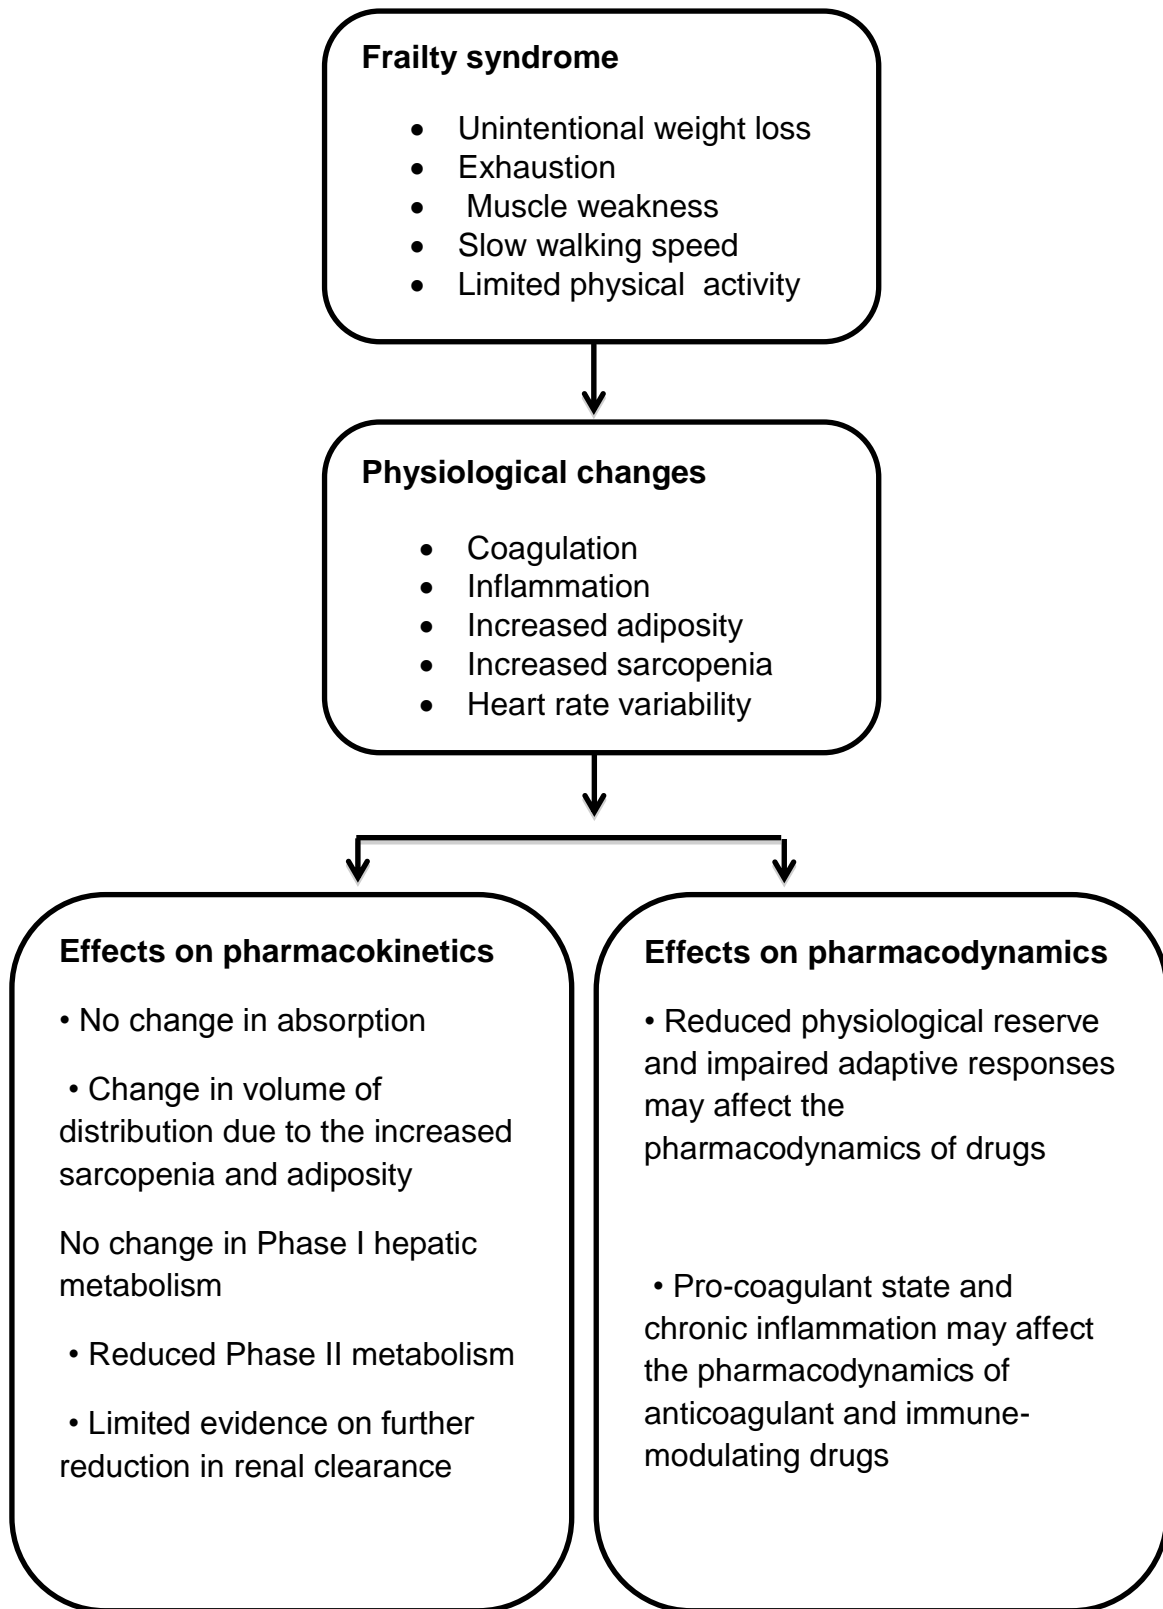 Frailty syndrome
• Unintentional weight loss
• Exhaustion
• Muscle weakness
• Slow walking speed
• Limited physical activity
Physiological changes
• Coagulation
• Inflammation
• Increased adiposity
• Increased sarcopenia
• Heart rate variability
Effects on pharmacokinetics
• No change in absorption
• Change in volume of
distribution due to the increased
sarcopenia and adiposity
No change in Phase I hepatic
metabolism
• Reduced Phase II metabolism
• Limited evidence on further
reduction in renal clearance
Effects on pharmacodynamics
• Reduced physiological reserve
and impaired adaptive responses
may affect the
pharmacodynamics of drugs
• Pro-coagulant state and
chronic inflammation may affect
the pharmacodynamics of
anticoagulant and immune-
modulating drugs